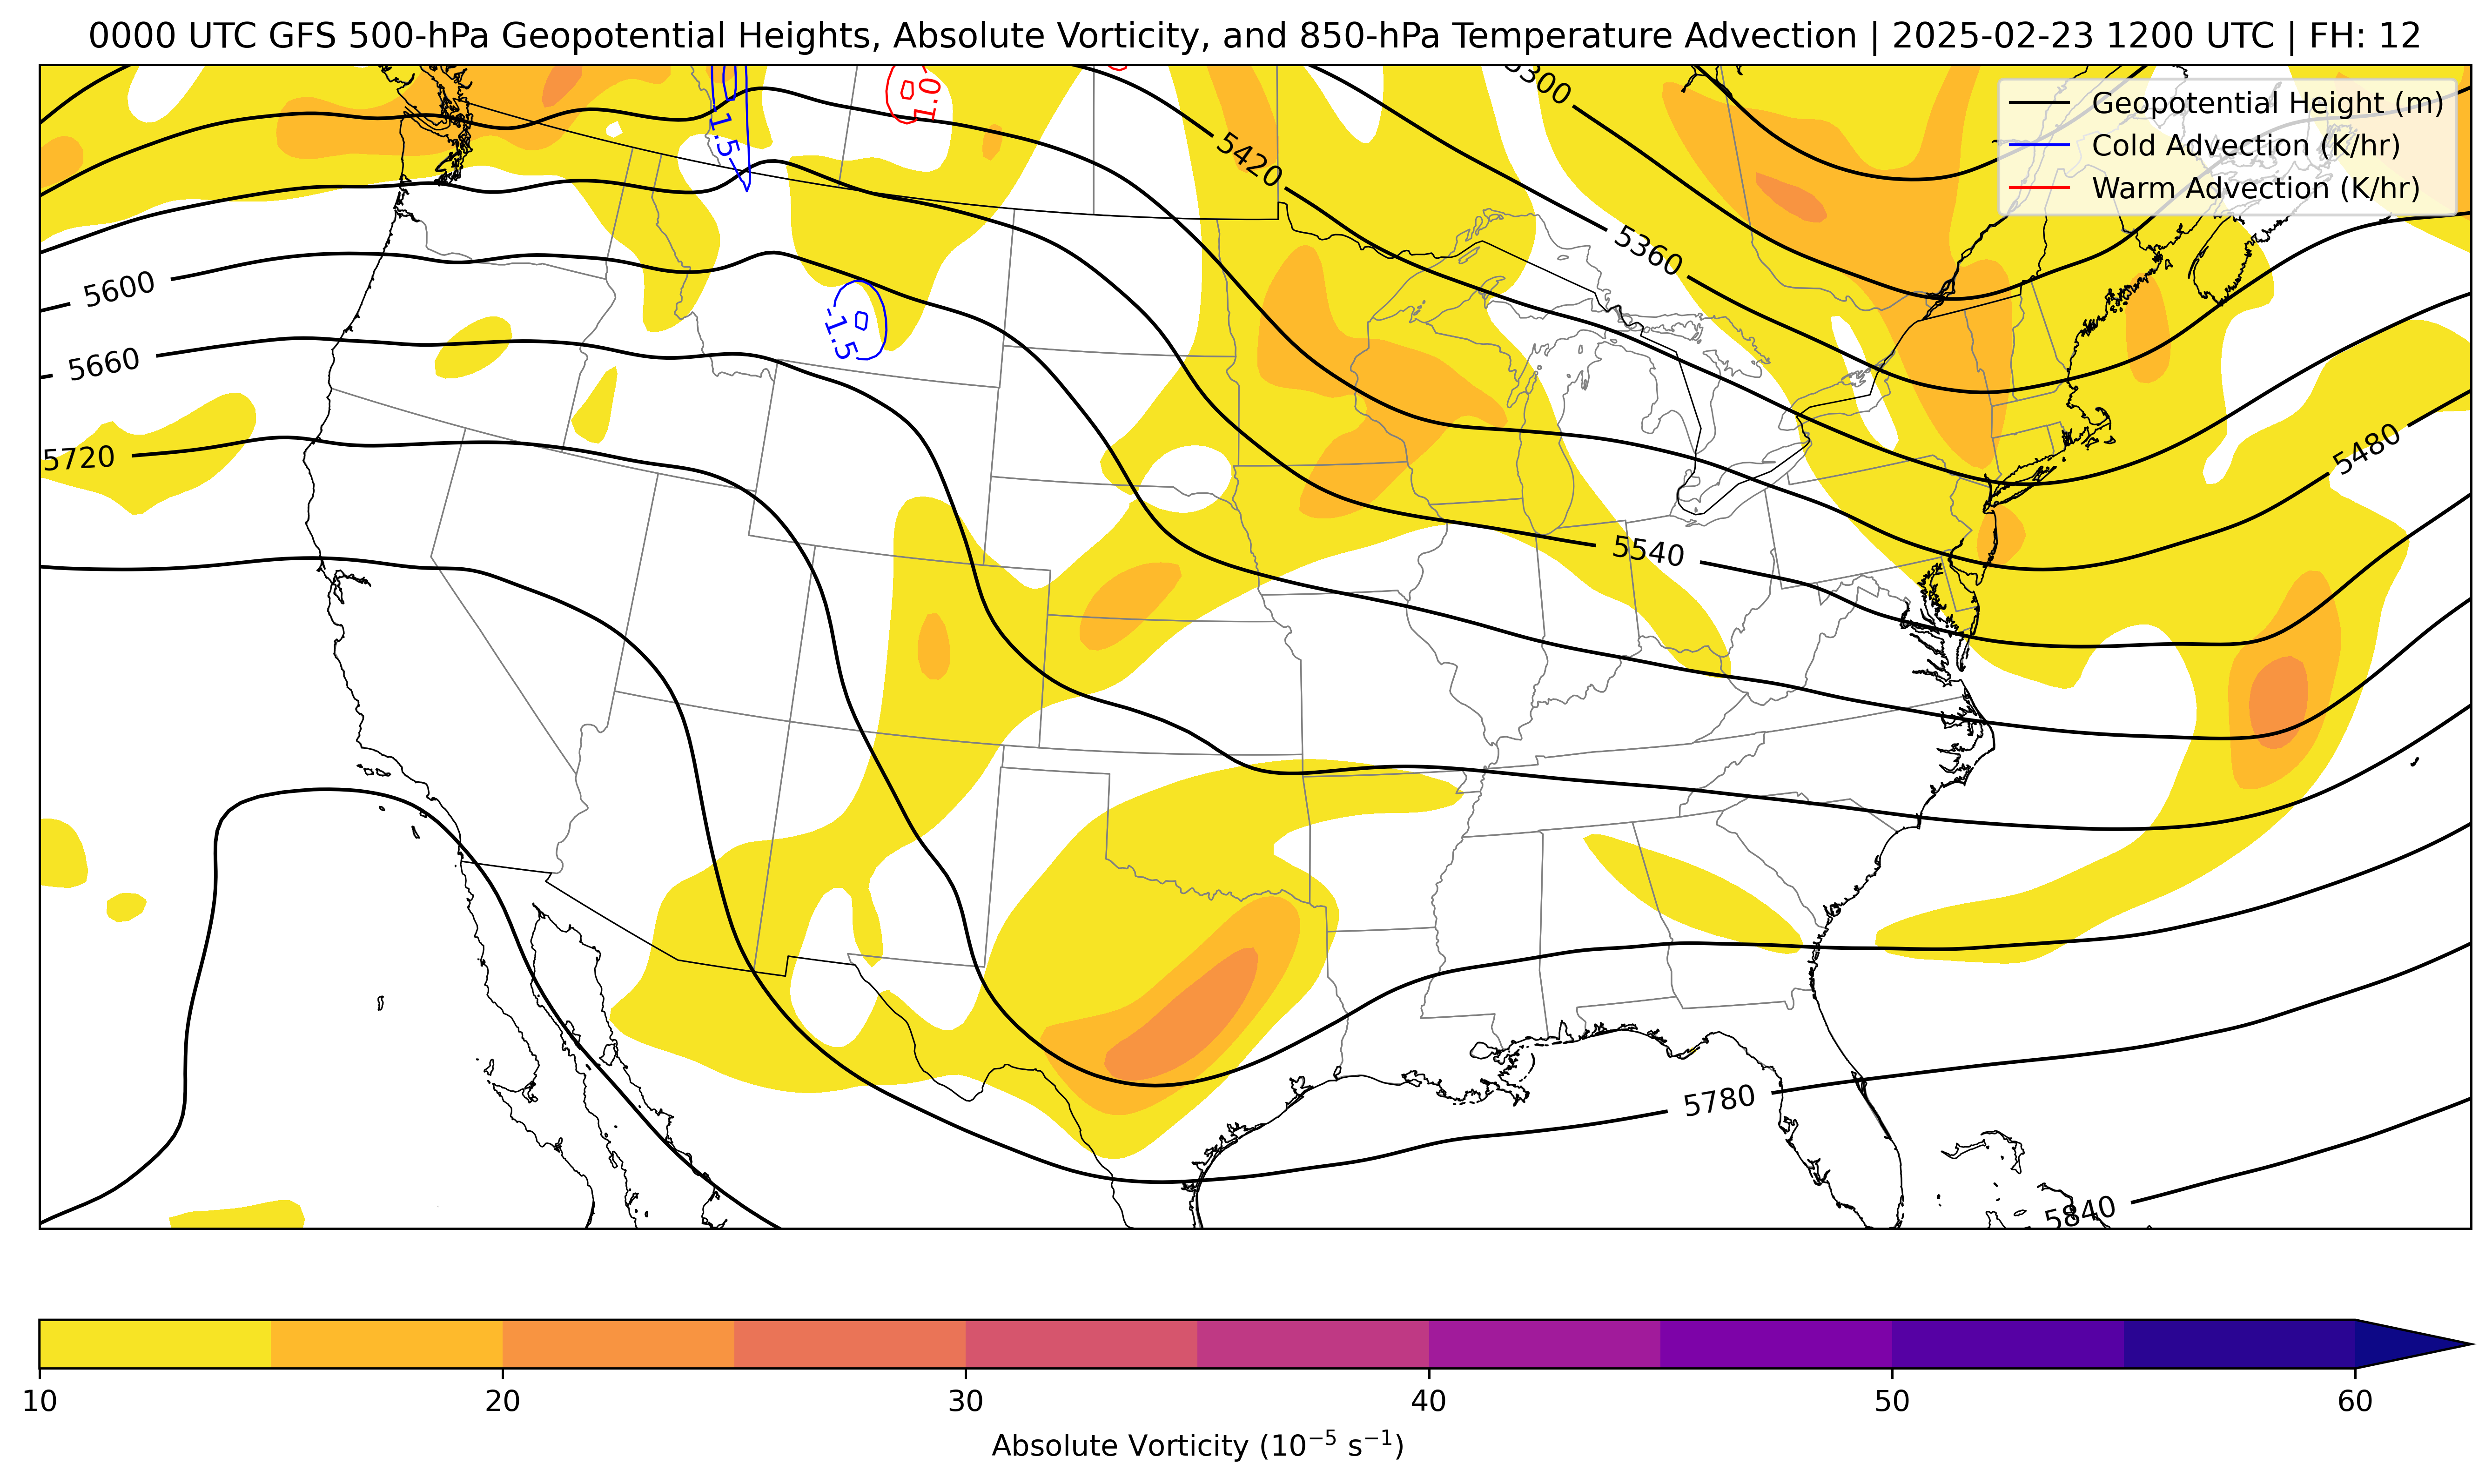 0000 UTC GFS 500-hPa Geopotential Heights, Absolute Vorticity, and 850-hPa Temperature Advection | 2025-02-23 1200 UTC | FH: 12
Geopotential Height (m)
Cold Advection (K/hr)
Warm Advection (K/hr)
5300
1.0
-1.5
5420
5360
5600
-1.5
5660
5720
5480
5540
5780
5840
10 20 30 40 50 60
Absolute Vorticity (10⁻⁵ s⁻¹)